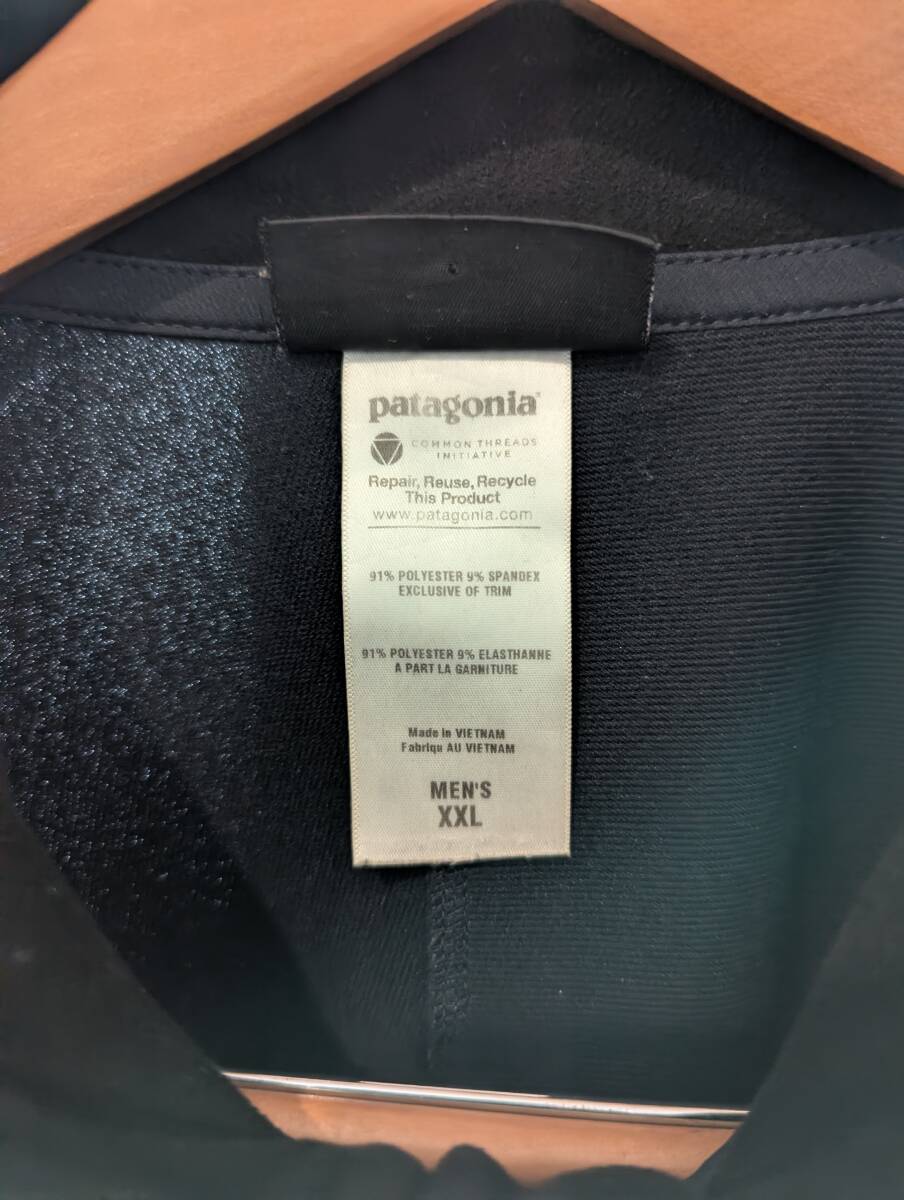 patagonia®
COMMON THREADS
INITIATIVE
Repair, Reuse, Recycle
This Product
www.patagonia.com
91% POLYESTER 9% SPANDEX
EXCLUSIVE OF TRIM
91% POLYESTER 9% ELASTHANNE
A PART LA GARNITURE
Made in VIETNAM
Fabriqu AU VIETNAM
MEN'S
XXL